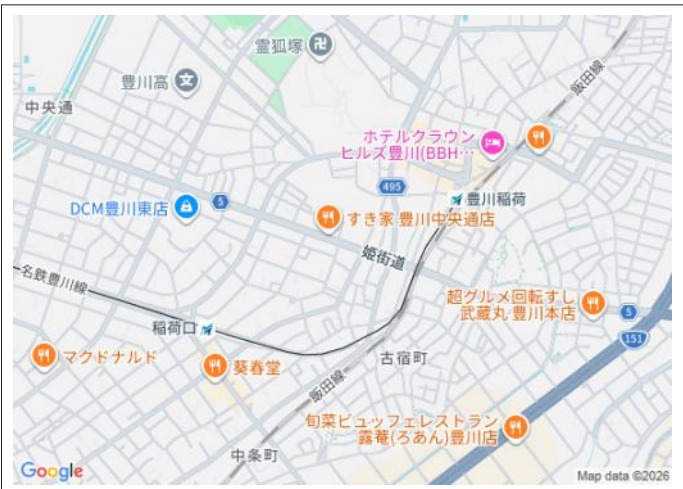 霊狐塚
豊川高
中央通
飯田線
ホテルクラウン
ヒルズ豊川(BBH…
495
豊川稲荷
DCM豊川東店
5
すき家 豊川中央通店
姫街道
名鉄豊川線
超グルメ回転すし
武蔵丸 豊川本店
5
151
稲荷口
マクドナルド
葵春堂
古宿町
飯田線
旬菜ビュッフェレストラン
露菴(ろあん)豊川店
中条町
Google
Map data ©2026